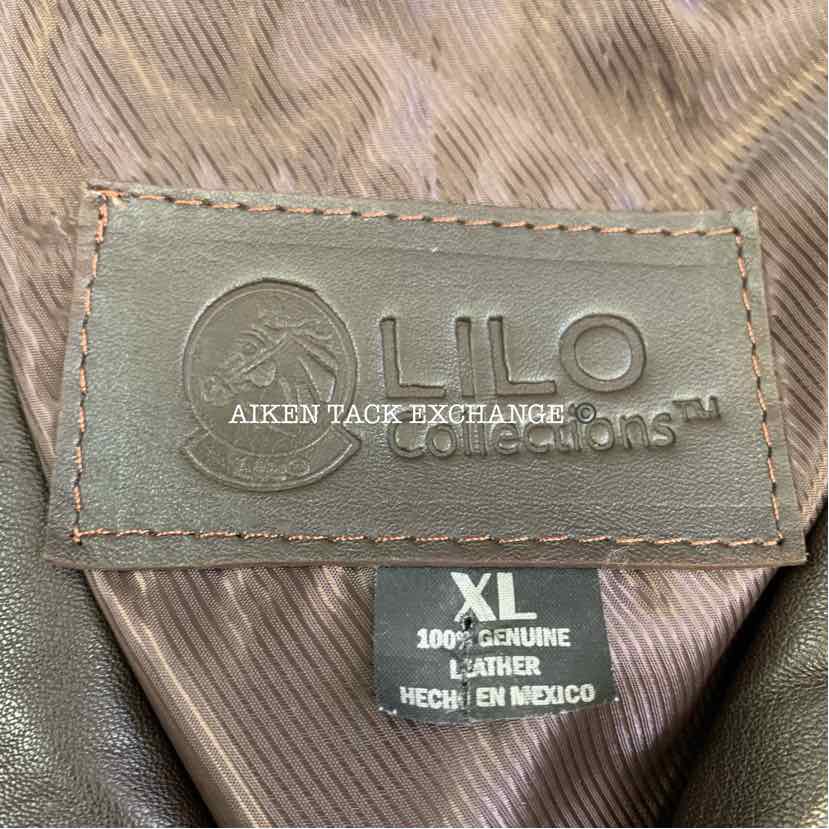 LILO
Collections™
AIKEN TACK EXCHANGE ©
XL
100% GENUINE
LEATHER
HECHO EN MEXICO